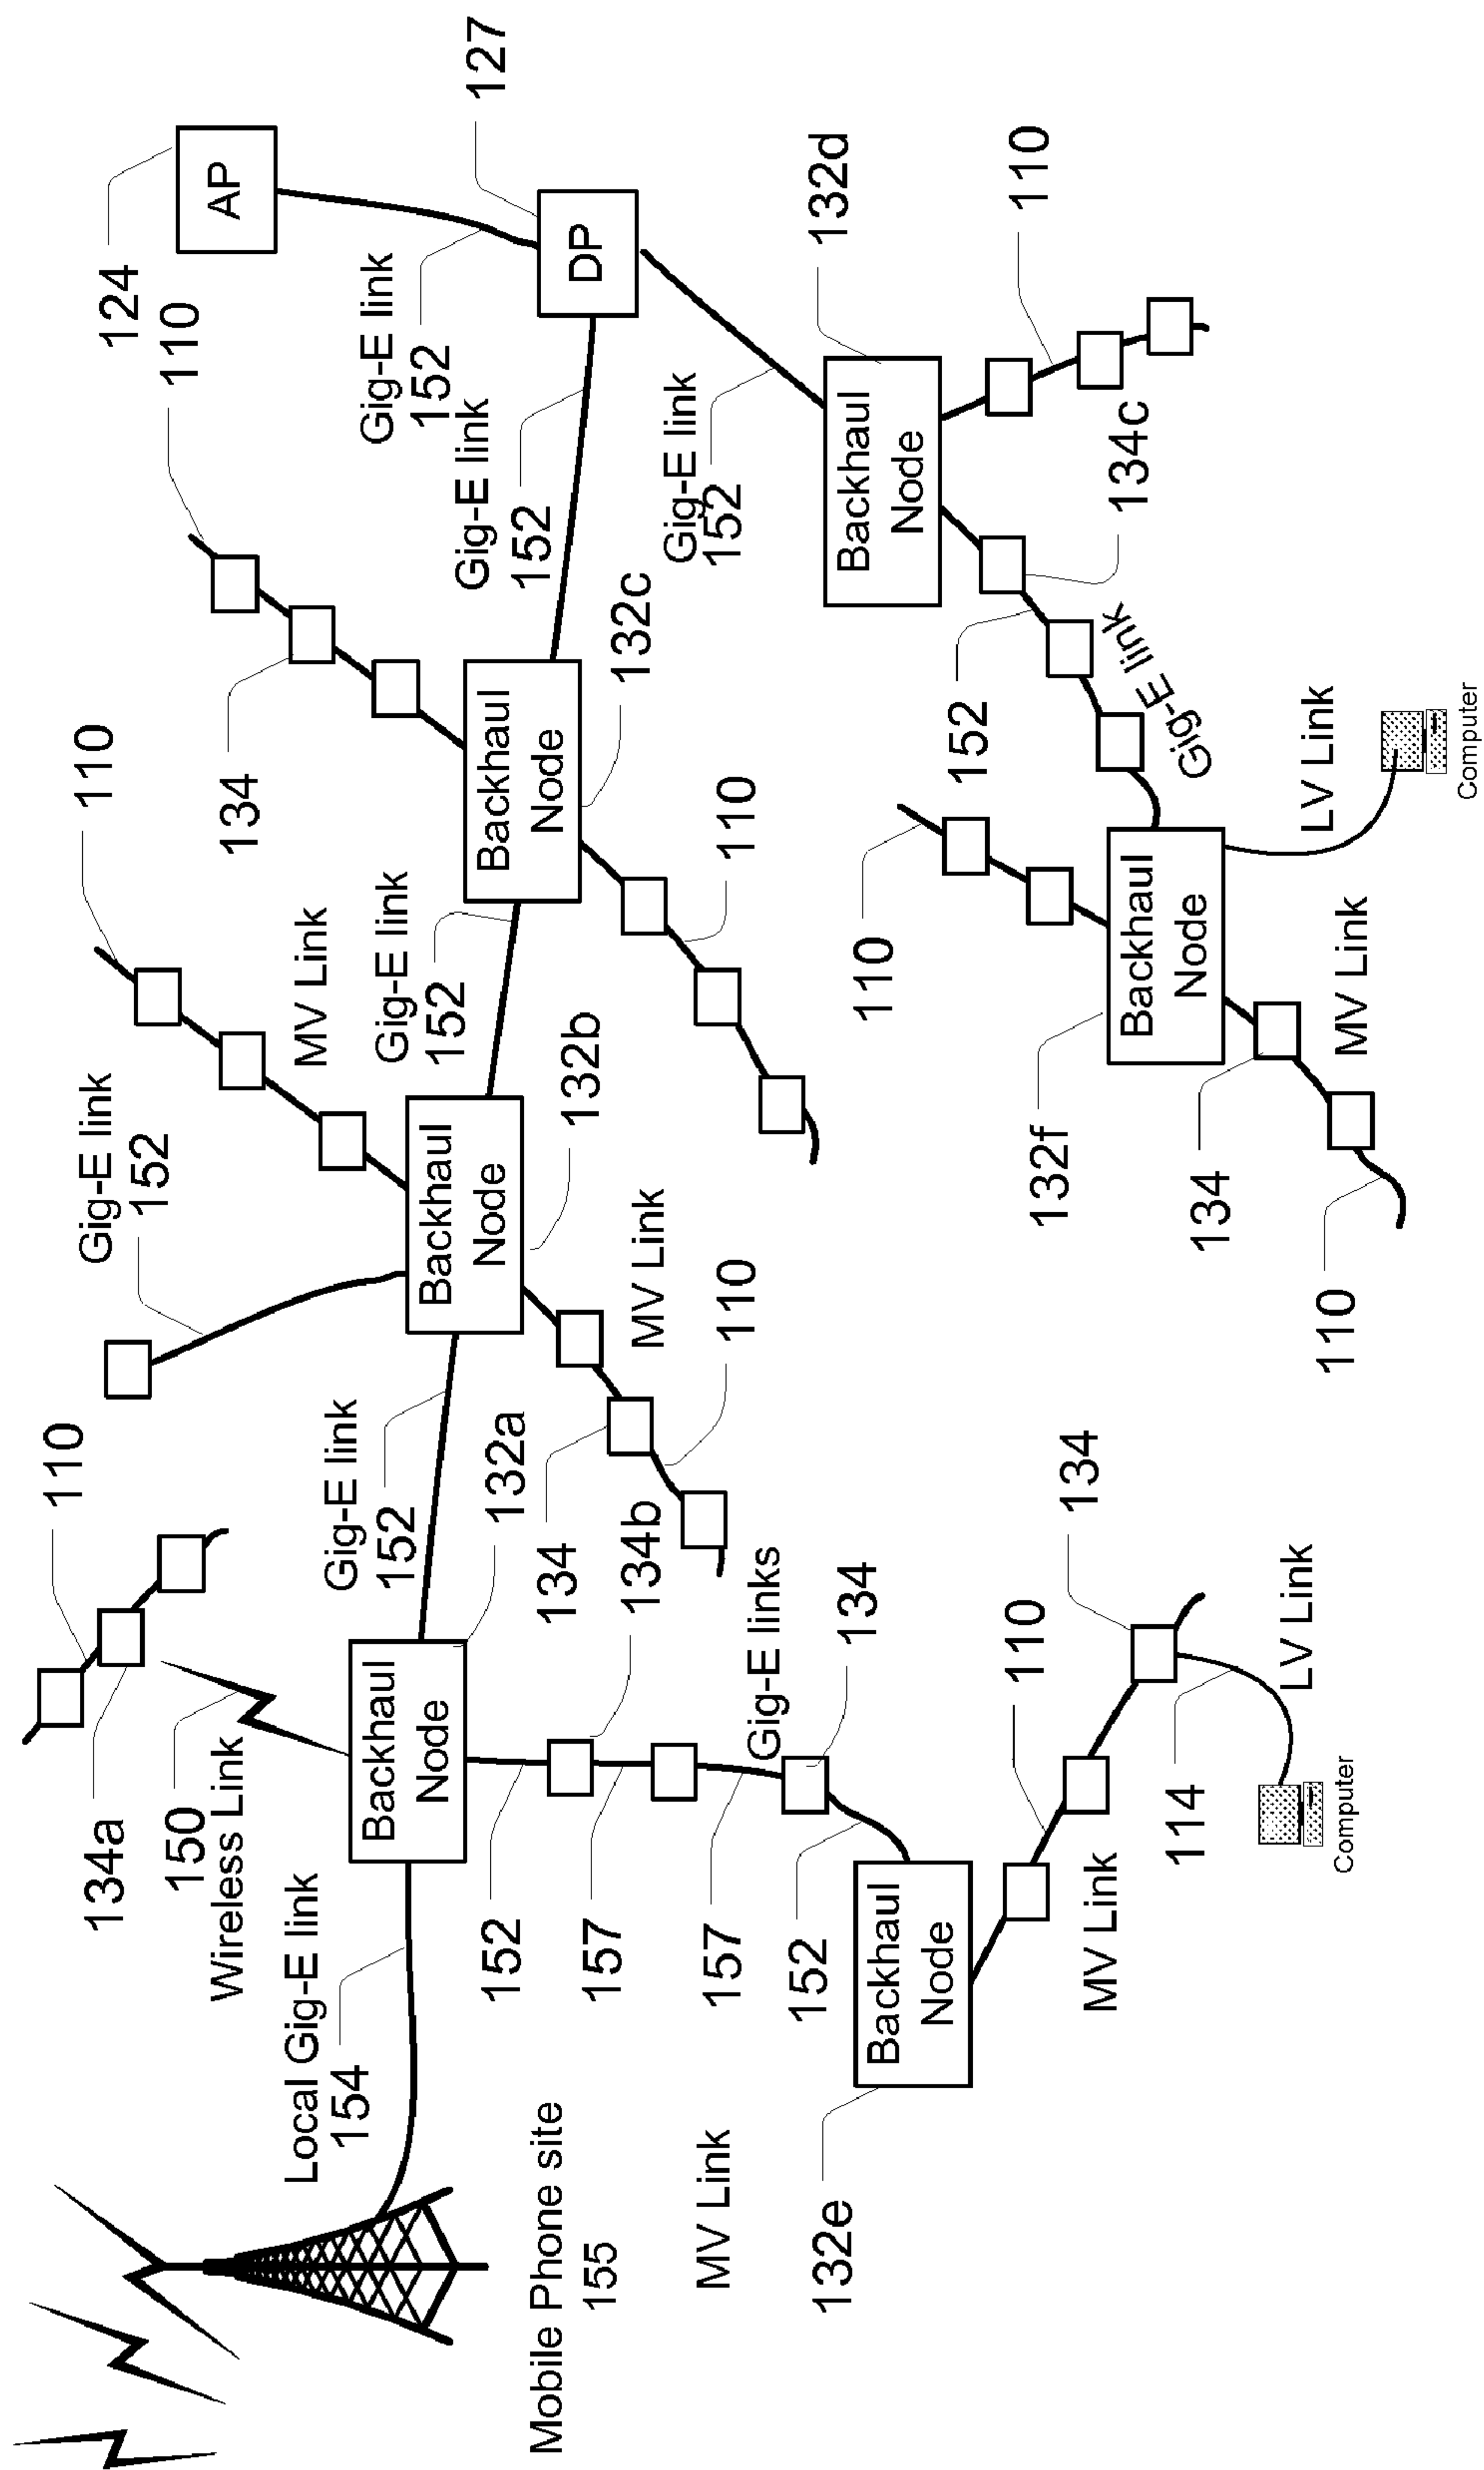 124
AP
127
110
Gig-E link
152
DP
Gig-E link
152
132d
110
Gig-E link
152
Backhaul
Node
134c
152
Gig-E link
134
132c
Backhaul
Node
110
110
MV Link
Gig-E link
152
Gig-E link
152
132b
Backhaul
Node
MV Link
110
110
Gig-E link
152
132a
134
134b
Gig-E links
134
134a
150
Wireless Link
Backhaul
Node
Local Gig-E link
154
152
157
157
152
Mobile Phone site
155
MV Link
132e
Backhaul
Node
MV Link
110
134
114
LV Link
Computer
110
132f
Backhaul
Node
134
110
MV Link
LV Link
Computer